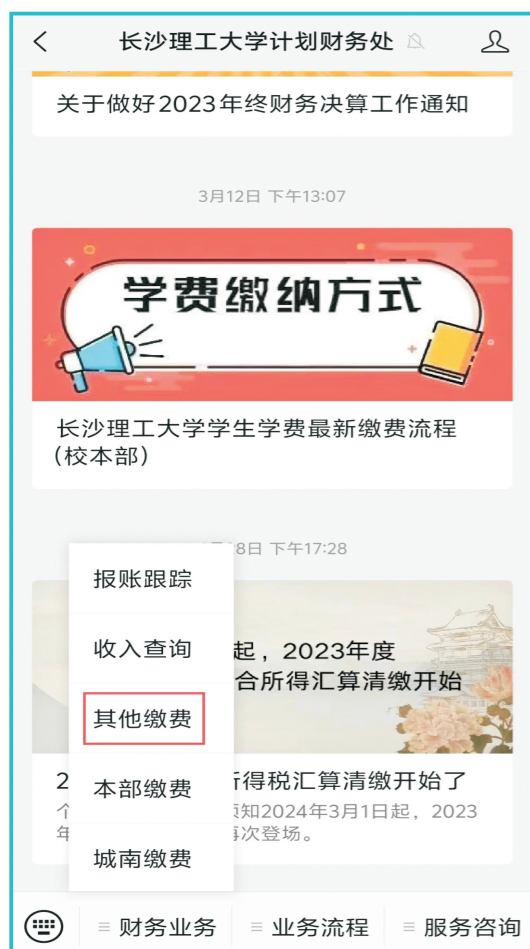 长沙理工大学计划财务处
关于做好2023年终财务决算工作通知
3月12日 下午13:07
学费缴纳方式
长沙理工大学学生学费最新缴费流程
(校本部)
8日 下午17:28
报账跟踪
收入查询
其他缴费
本部缴费
城南缴费
起，2023年度
合所得汇算清缴开始
2
得税汇算清缴开始了
个
知2024年3月1日起，2023
年
次登场。
≡ 财务业务
≡ 业务流程
≡ 服务咨询